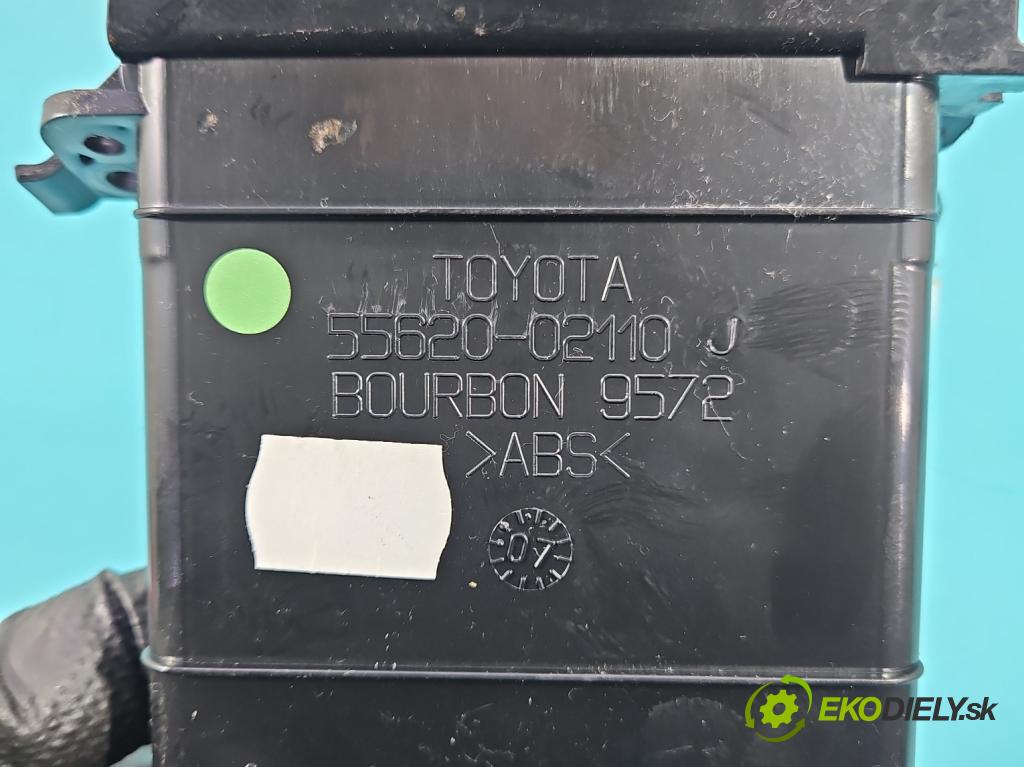 TOYOTA
55620-02110 J
BOURBON 9572
>ABS<
07
EKODIELY.sk